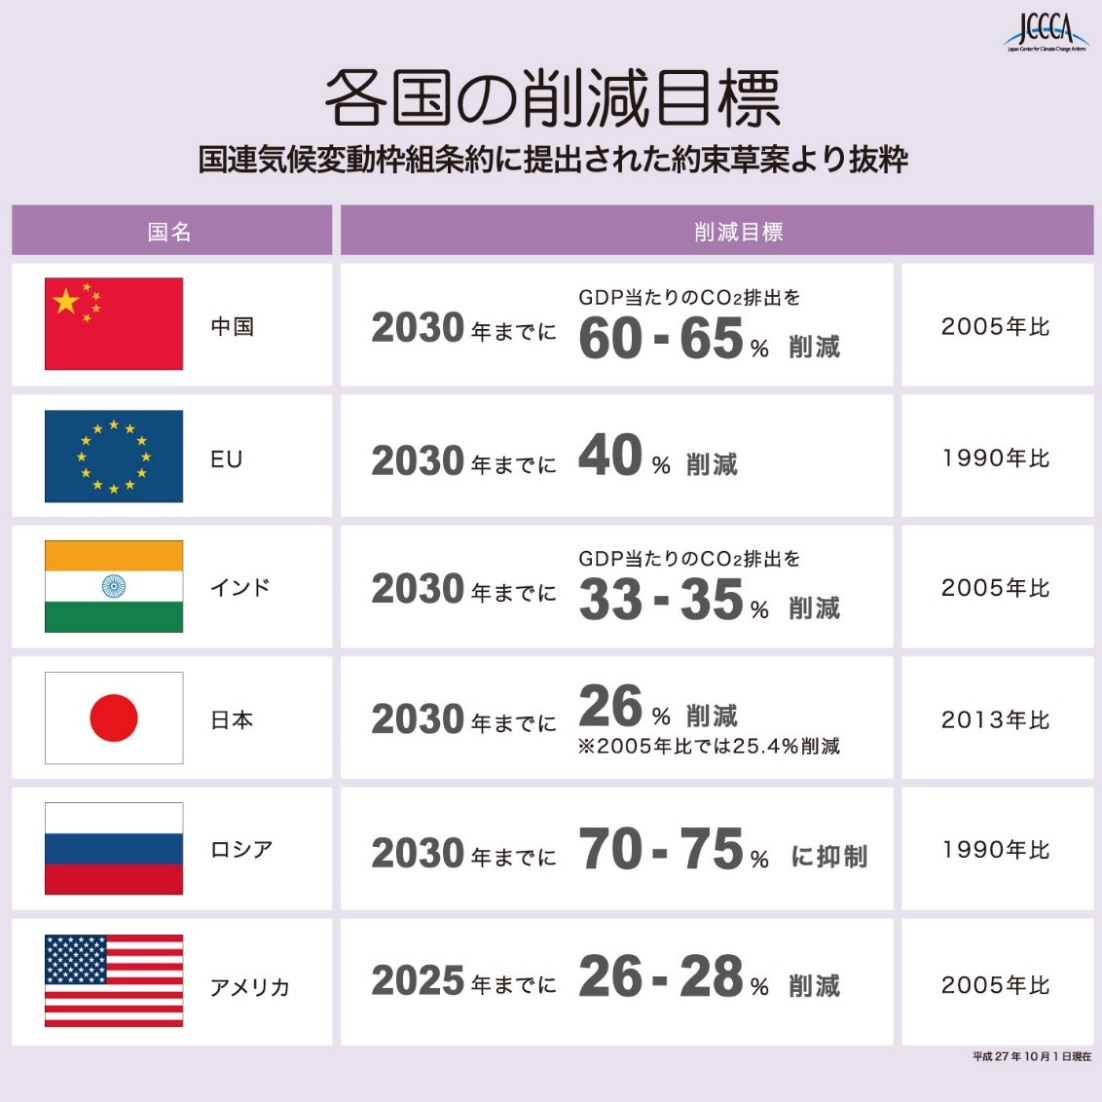 JCCCA
Japan Center for Climate Change Actions
各国の削減目標
国連気候変動枠組条約に提出された約束草案より抜粋
国名
削減目標
中国
2030年までに
GDP当たりのCO₂排出を
60-65% 削減
2005年比
EU
2030年までに
40% 削減
1990年比
インド
2030年までに
GDP当たりのCO₂排出を
33-35% 削減
2005年比
日本
2030年までに
26% 削減
※2005年比では25.4%削減
2013年比
ロシア
2030年までに
70-75% に抑制
1990年比
アメリカ
2025年までに
26-28% 削減
2005年比
平成27年10月1日現在